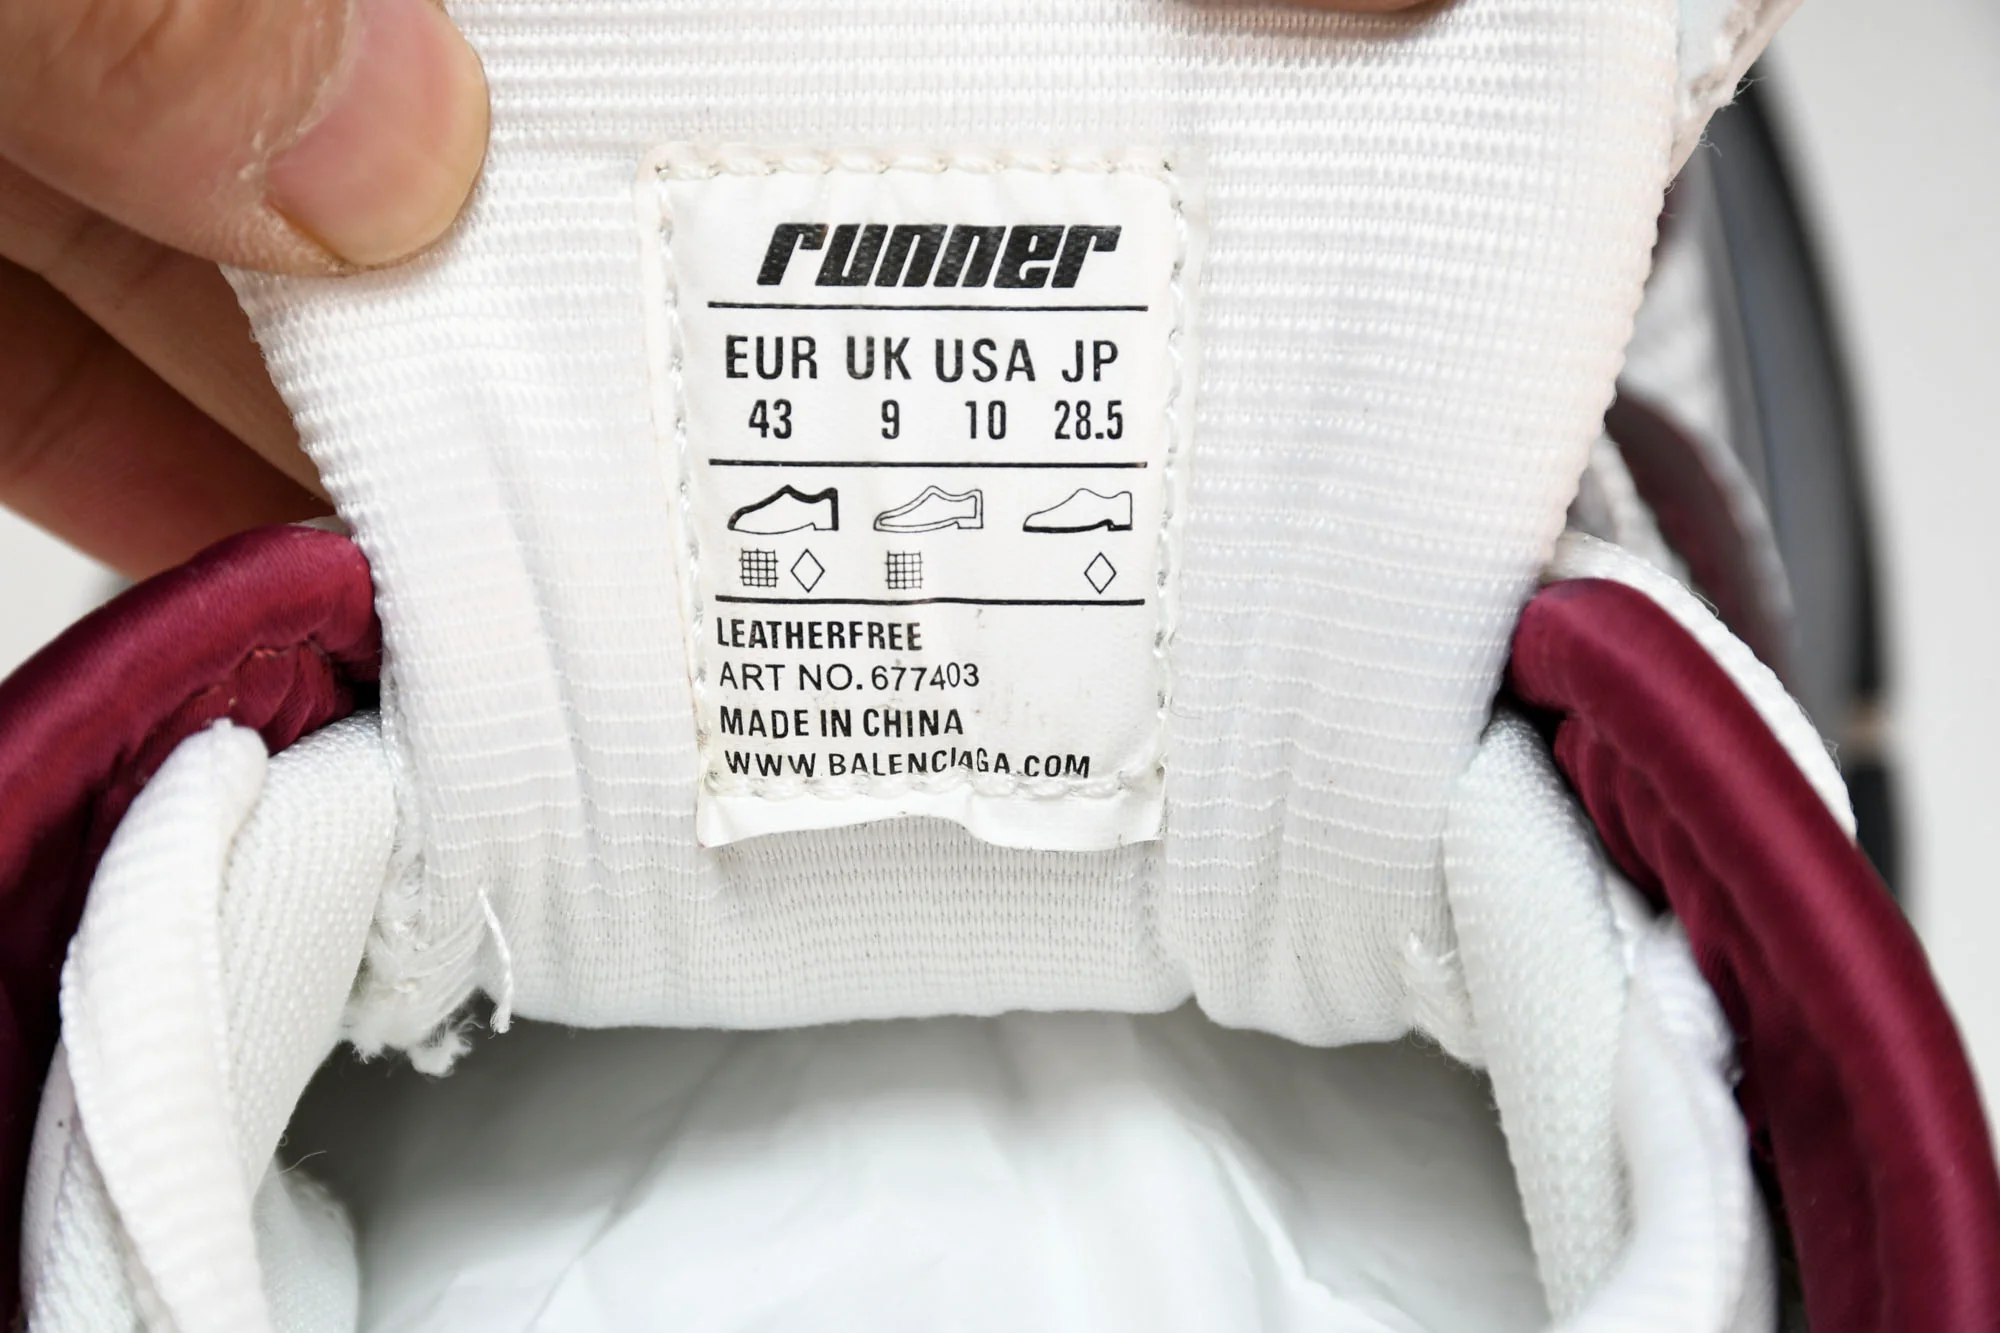 runner
EUR UK USA JP
43 9 10 28.5
LEATHERFREE
ART NO. 677403
MADE IN CHINA
WWW.BALENCIAGA.COM